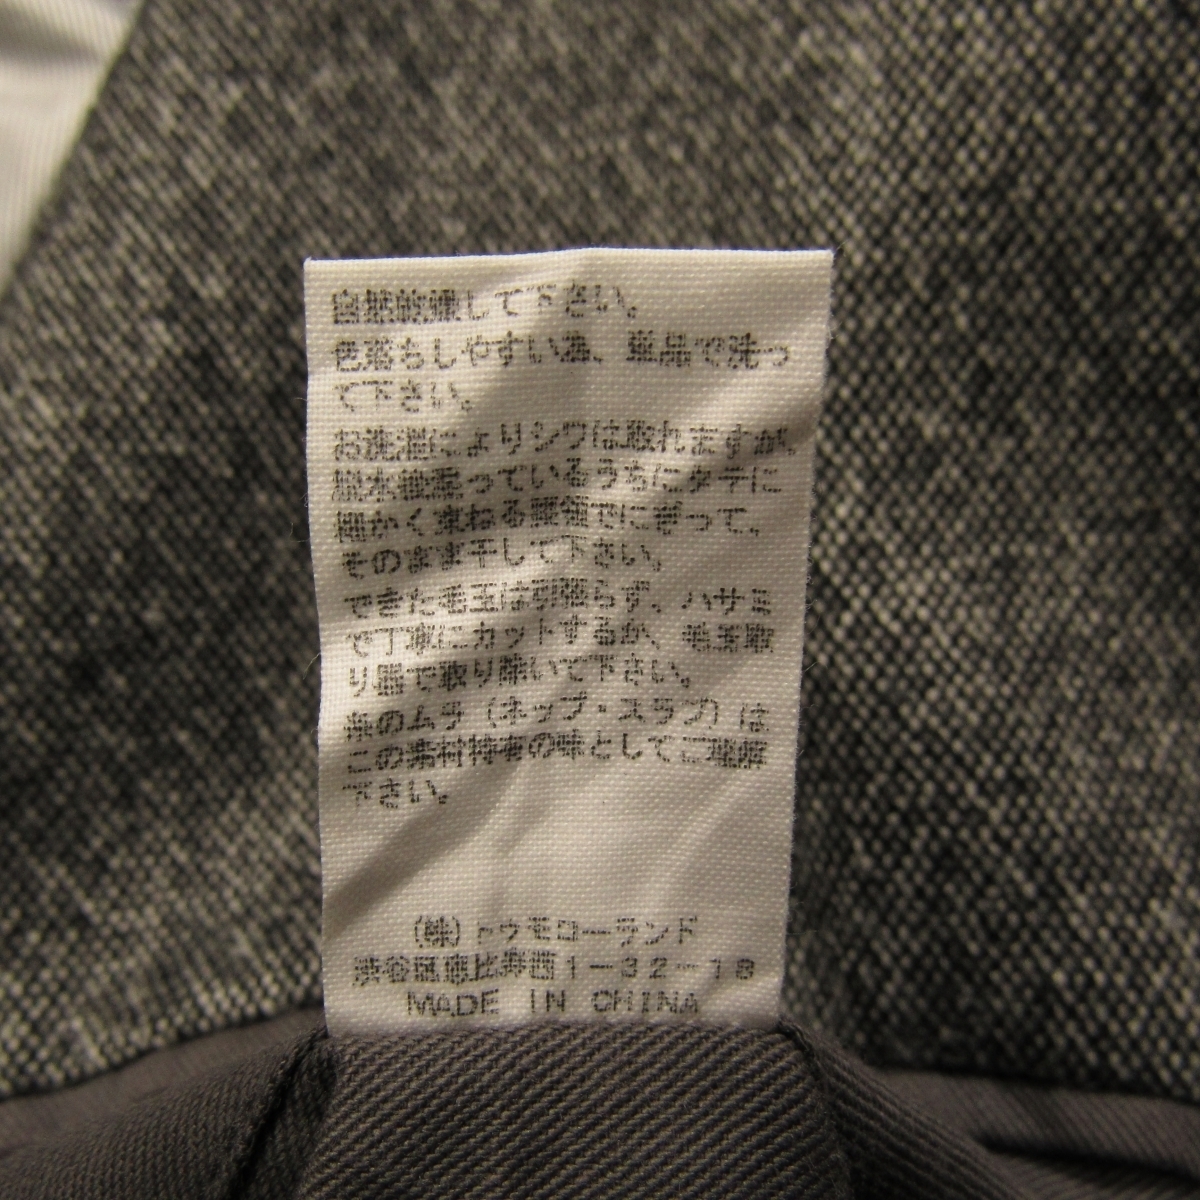 自然乾燥して下さい。
色落ちしやすい為、単品で洗っ
て下さい。
お洗濯によりシワは取れますが、
脱水後湿っているうちにタテに
細かく束ねる要領でにぎって、
そのまま干して下さい。
できた毛玉は引張らず、ハサミ
で丁寧にカットするか、毛玉取
り器で取り除いて下さい。
糸のムラ（ネップ・スラブ）は
この素材特有の味としてご理解
下さい。
(株)トゥモローランド
渋谷区恵比寿西1-32-18
MADE IN CHINA